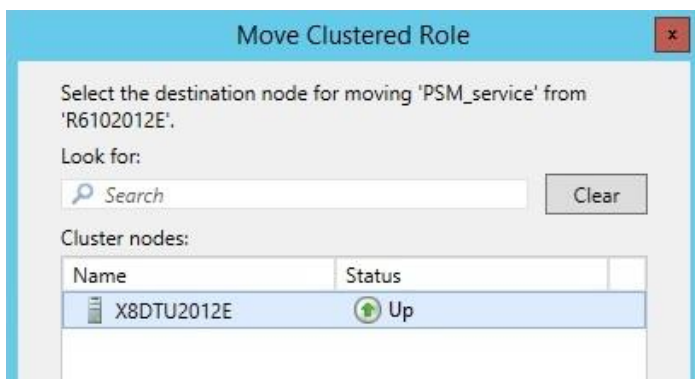 Move Clustered Role
x
Select the destination node for moving 'PSM_service' from
'R6102012E'.
Look for:
Search
Clear
Cluster nodes:
Name Status
X8DTU2012E Up